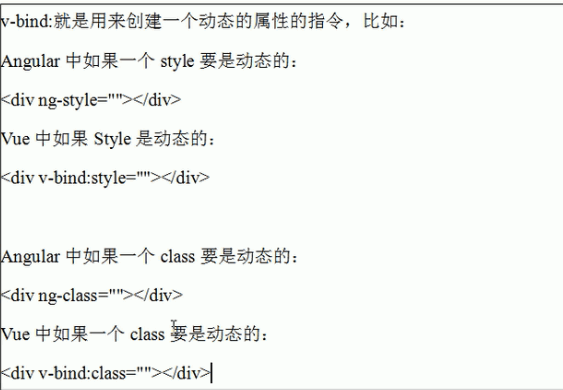 v-bind:就是用来创建一个动态的属性的指令，比如：
Angular 中如果一个 style 要是动态的：
<div ng-style=""></div>
Vue 中如果 Style 是动态的：
<div v-bind:style=""></div>
Angular 中如果一个 class 要是动态的：
<div ng-class=""></div>
Vue 中如果一个 class 要是动态的：
<div v-bind:class=""></div>